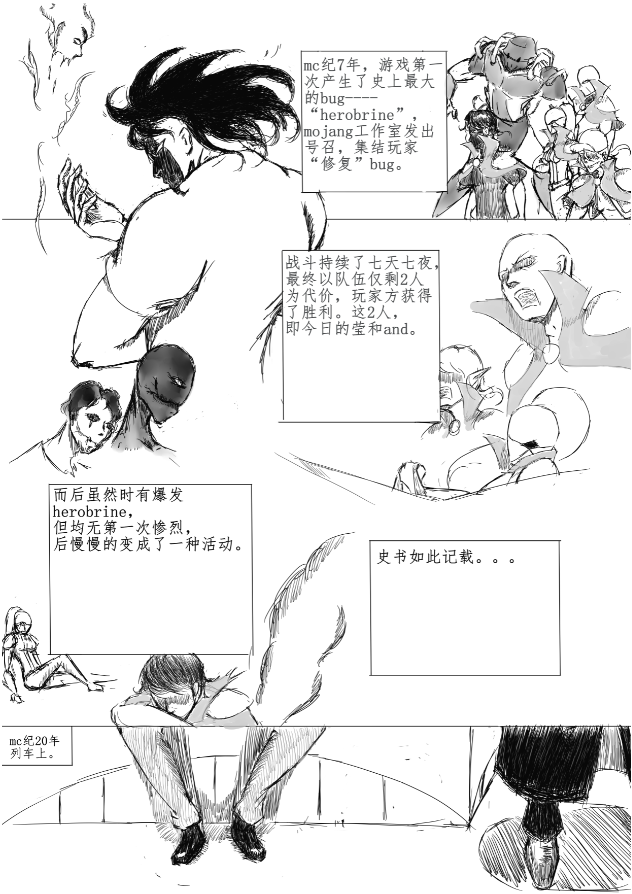 mc纪7年，游戏第一
次产生了史上最大
的bug----
“herobrine”，
mojang工作室发出
号召，集结玩家
“修复”bug。
战斗持续了七天七夜，
最终以队伍仅剩2人
为代价，玩家方获得
了胜利。这2人，
即今日的莹和and。
而后虽然时有爆发
herobrine，
但均无第一次惨烈，
后慢慢的变成了一种活动。
史书如此记载。。。
mc纪20年
列车上。